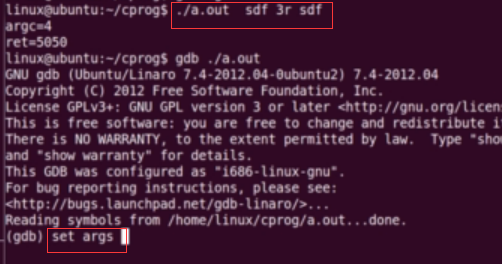 linux@ubuntu:~/cprog$ ./a.out  sdf 3r sdf
argc=4
ret=5050
linux@ubuntu:~/cprog$ gdb ./a.out
GNU gdb (Ubuntu/Linaro 7.4-2012.04-0ubuntu2) 7.4-2012.04
Copyright (C) 2012 Free Software Foundation, Inc.
License GPLv3+: GNU GPL version 3 or later <http://gnu.org/licen
This is free software: you are free to change and redistribute i
There is NO WARRANTY, to the extent permitted by law.  Type "sho
and "show warranty" for details.
This GDB was configured as "i686-linux-gnu".
For bug reporting instructions, please see:
<http://bugs.launchpad.net/gdb-linaro/>...
Reading symbols from /home/linux/cprog/a.out...done.
(gdb) set args